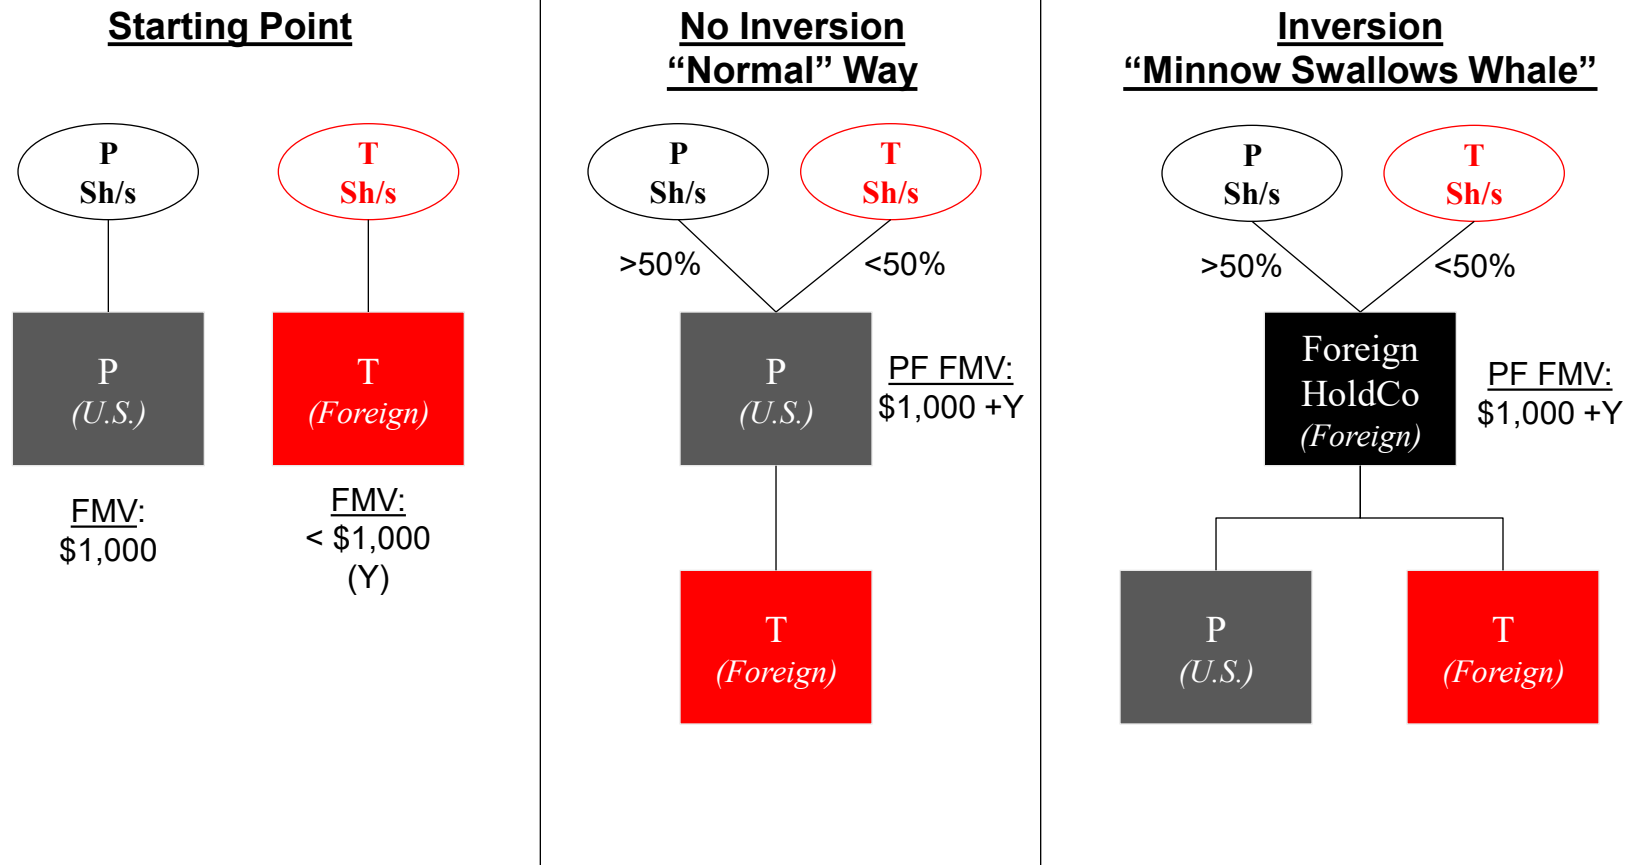 Starting Point
P
Sh/s
T
Sh/s
P
(U.S.)
T
(Foreign)
FMV:
$1,000
FMV:
< $1,000
(Y)
No Inversion
“Normal” Way
P
Sh/s
T
Sh/s
>50%
<50%
P
(U.S.)
PF FMV:
$1,000 +Y
T
(Foreign)
Inversion
“Minnow Swallows Whale”
P
Sh/s
T
Sh/s
>50%
<50%
Foreign
HoldCo
(Foreign)
PF FMV:
$1,000 +Y
P
(U.S.)
T
(Foreign)